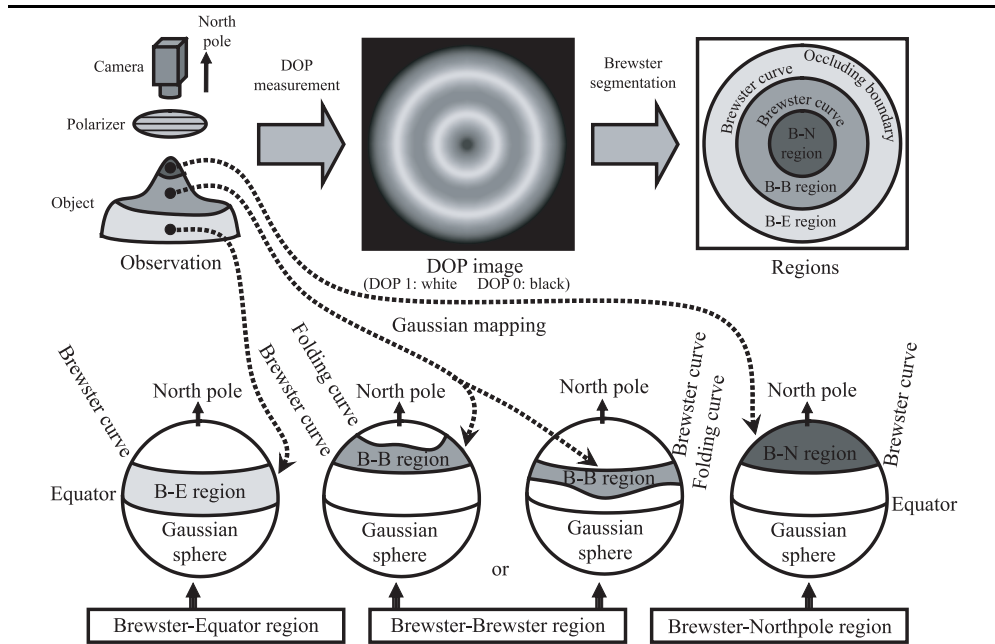 North
pole
Camera
Polarizer
Object
Observation
DOP
measurement
DOP image
(DOP 1: white DOP 0: black)
Brewster
segmentation
Occluding boundary
Brewster curve
Brewster curve
B-N
region
B-B region
B-E region
Regions
Gaussian mapping
Brewster curve
North pole
Equator
B-E region
Gaussian
sphere
Brewster-Equator region
Folding curve
Brewster curve
North pole
B-B region
Gaussian
sphere
or
North pole
Brewster curve
Folding curve
B-B region
Gaussian
sphere
Brewster-Brewster region
North pole
Brewster curve
B-N region
Equator
Gaussian
sphere
Brewster-Northpole region